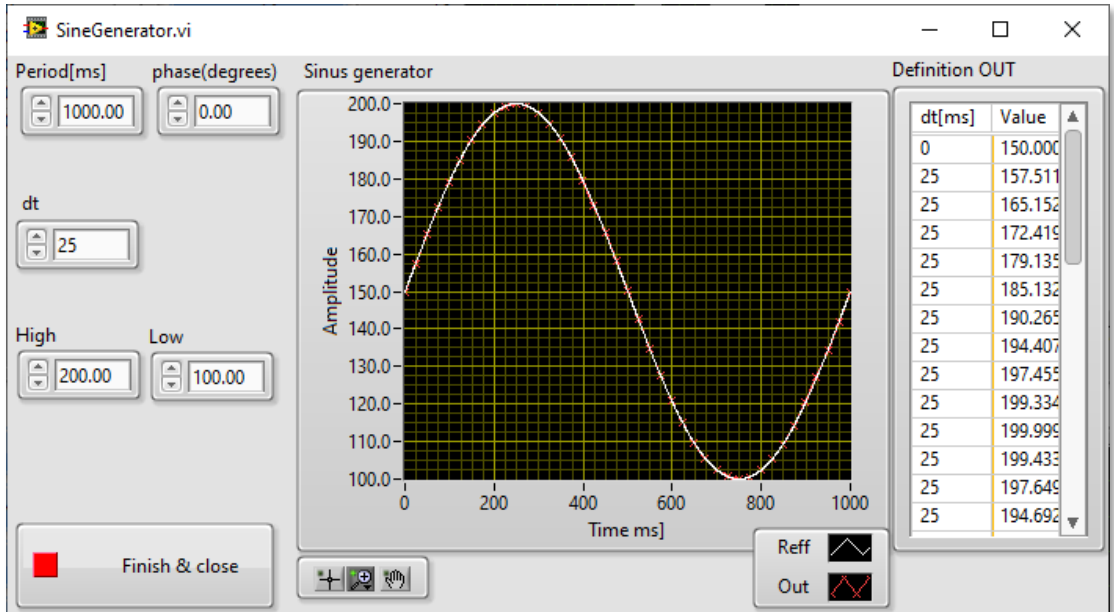 SineGenerator.vi
Period[ms] phase(degrees) Sinus generator Definition OUT
1000.00 0.00
dt
25
High Low
200.00 100.00
Finish & close
Amplitude
200.0
190.0
180.0
170.0
160.0
150.0
140.0
130.0
120.0
110.0
100.0
0 200 400 600 800 1000
Time ms]
Reff
Out
dt[ms] Value
0 150.000
25 157.511
25 165.152
25 172.419
25 179.135
25 185.132
25 190.265
25 194.407
25 197.455
25 199.334
25 199.999
25 199.433
25 197.649
25 194.692